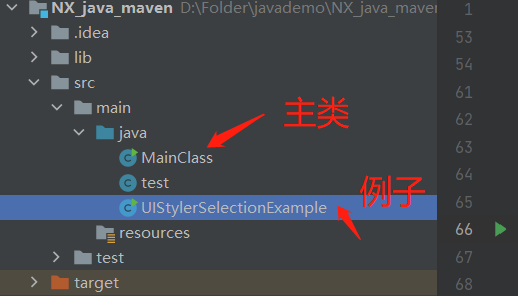 NX_java_maven D:\Folder\javademo\NX_java_maven
.idea
lib
src
main
java
MainClass
test
UIStylerSelectionExample
resources
test
target
主类
例子
1
53
54
61
62
63
64
65
66
67
68